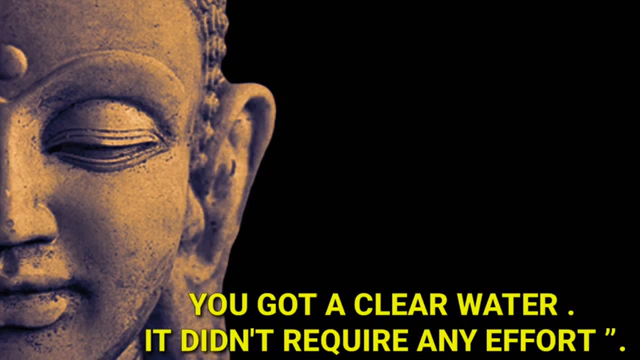 YOU GOT A CLEAR WATER .
IT DIDN'T REQUIRE ANY EFFORT ”.